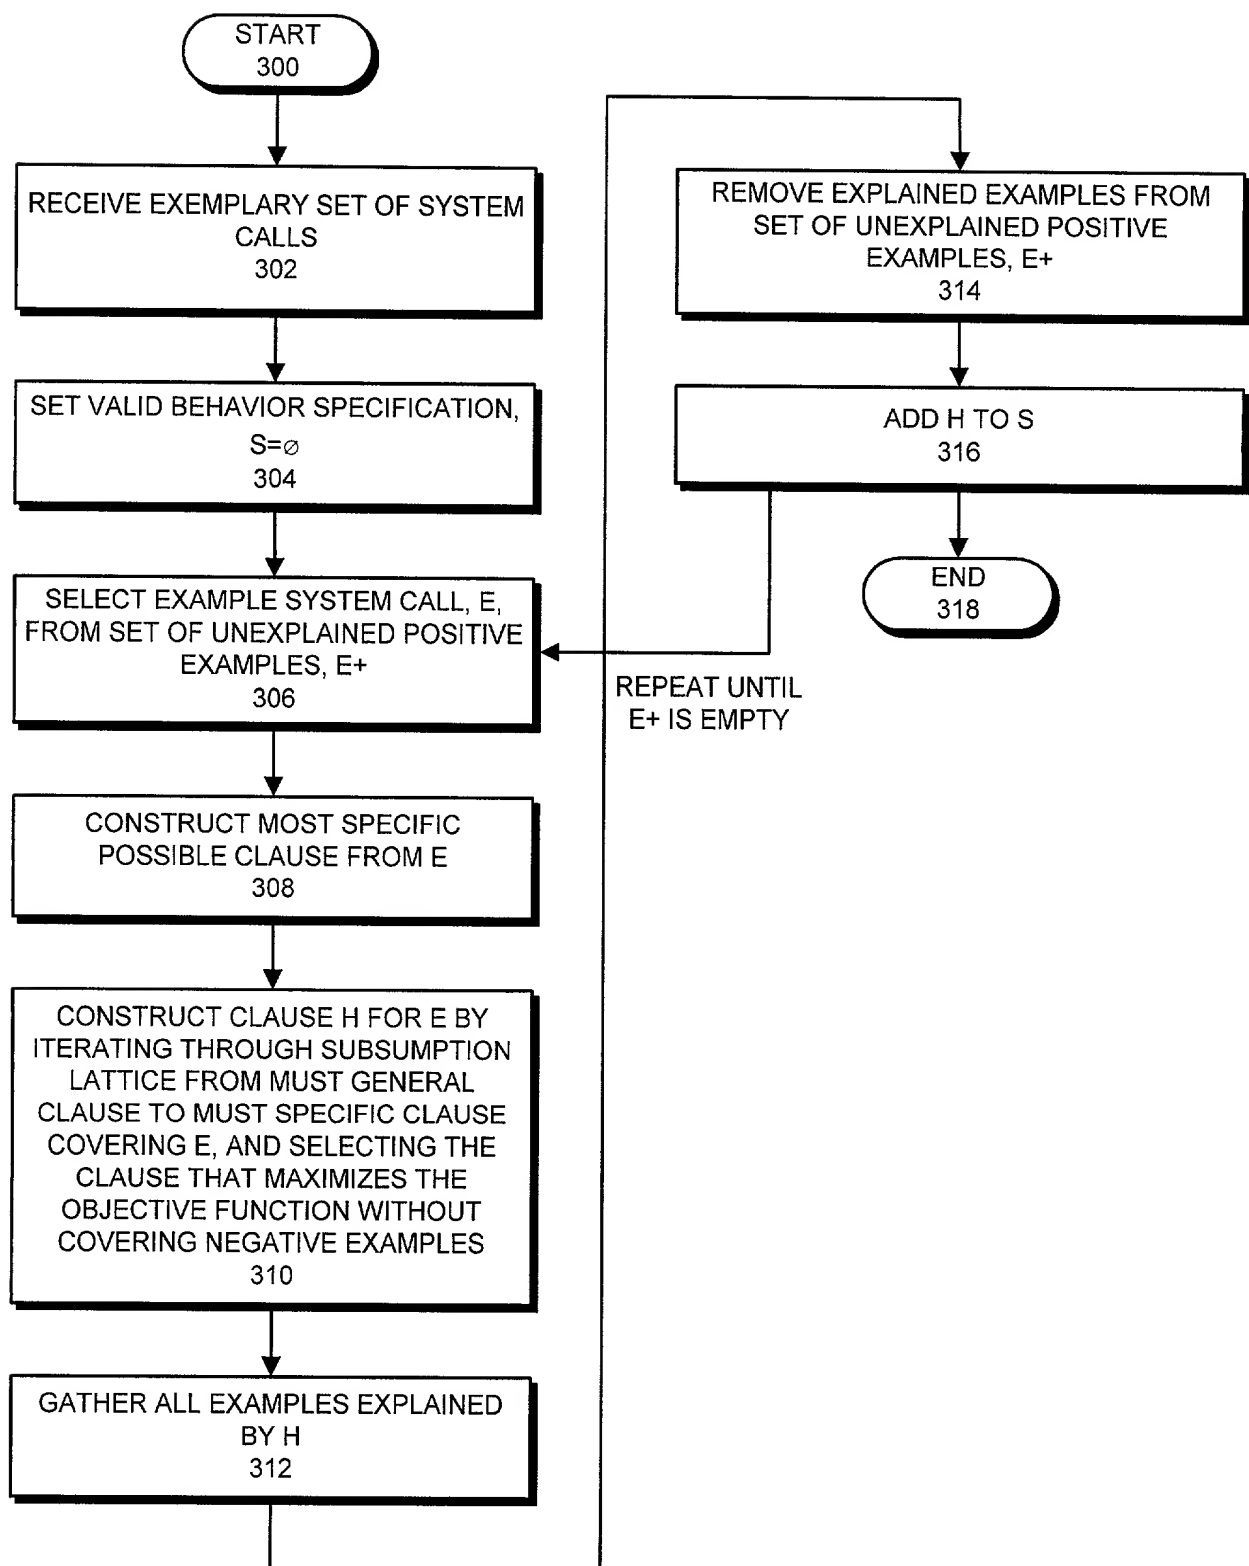 START
300
RECEIVE EXEMPLARY SET OF SYSTEM
CALLS
302
SET VALID BEHAVIOR SPECIFICATION,
S=∅
304
SELECT EXAMPLE SYSTEM CALL, E,
FROM SET OF UNEXPLAINED POSITIVE
EXAMPLES, E+
306
CONSTRUCT MOST SPECIFIC
POSSIBLE CLAUSE FROM E
308
CONSTRUCT CLAUSE H FOR E BY
ITERATING THROUGH SUBSUMPTION
LATTICE FROM MUST GENERAL
CLAUSE TO MUST SPECIFIC CLAUSE
COVERING E, AND SELECTING THE
CLAUSE THAT MAXIMIZES THE
OBJECTIVE FUNCTION WITHOUT
COVERING NEGATIVE EXAMPLES
310
GATHER ALL EXAMPLES EXPLAINED
BY H
312
REMOVE EXPLAINED EXAMPLES FROM
SET OF UNEXPLAINED POSITIVE
EXAMPLES, E+
314
ADD H TO S
316
END
318
REPEAT UNTIL
E+ IS EMPTY